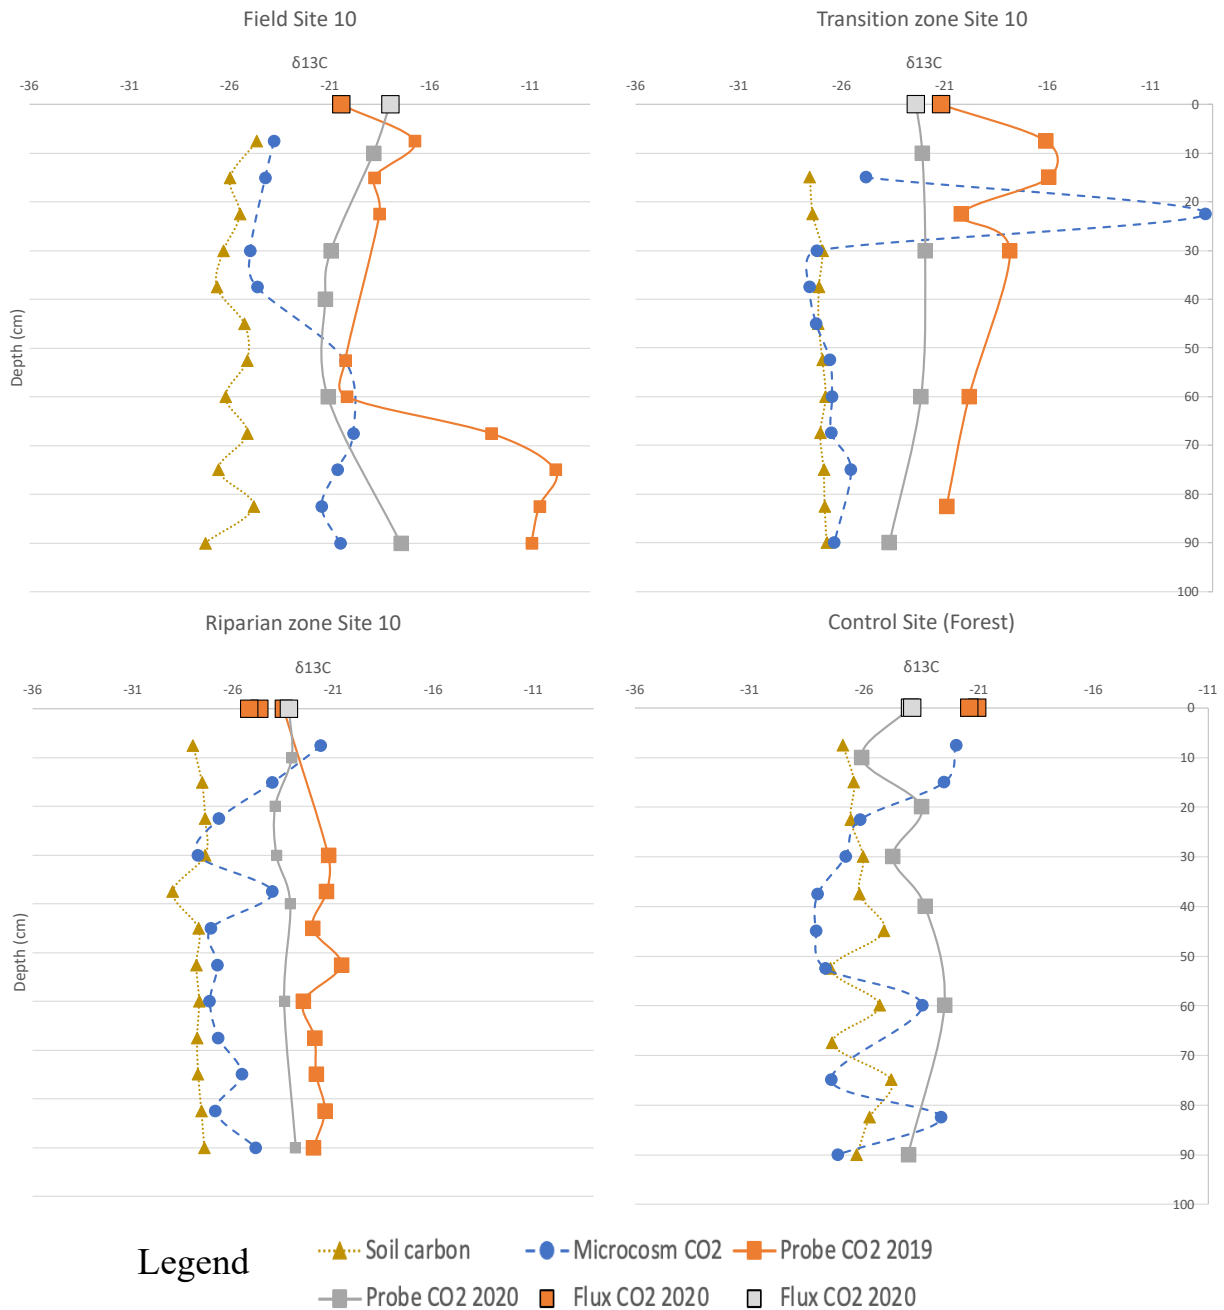 Field Site 10
Transition zone Site 10
δ13C
δ13C
-36 -31 -26 -21 -16 -11
-36 -31 -26 -21 -16 -11
0
10
20
30
40
50
60
70
80
90
100
Depth (cm)
Riparian zone Site 10
Control Site (Forest)
δ13C
δ13C
-36 -31 -26 -21 -16 -11
-36 -31 -26 -21 -16 -11
0
10
20
30
40
50
60
70
80
90
100
Depth (cm)
Legend
Soil carbon Microcosm CO2 Probe CO2 2019
Probe CO2 2020 Flux CO2 2020 Flux CO2 2020